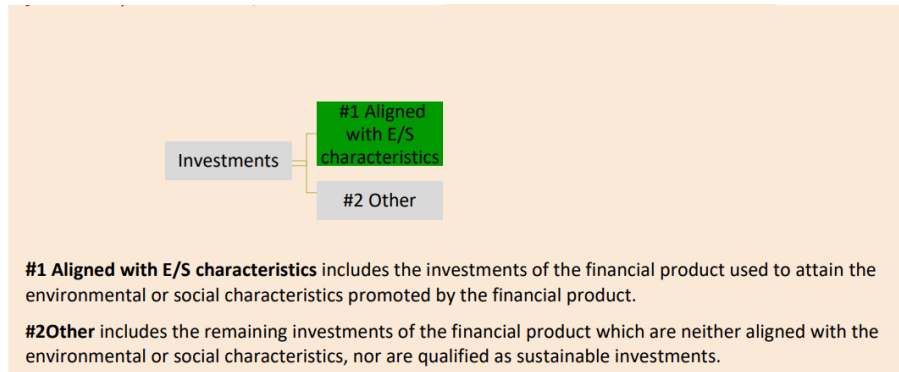 #1 Aligned
with E/S
characteristics
Investments
#2 Other
#1 Aligned with E/S characteristics includes the investments of the financial product used to attain the
environmental or social characteristics promoted by the financial product.
#2Other includes the remaining investments of the financial product which are neither aligned with the
environmental or social characteristics, nor are qualified as sustainable investments.